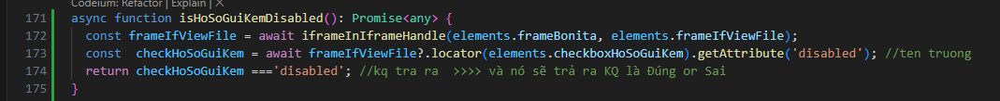 Codeium: Refactor | Explain | X
171 async function isHoSoGuiKemDisabled(): Promise<any> {
172 const frameIfViewFile = await iframeInIframeHandle(elements.frameBonita, elements.frameIfViewFile);
173 const  checkHoSoGuiKem = await frameIfViewFile?.locator(elements.checkboxHoSoGuiKem).getAttribute('disabled'); //ten truong
174 return checkHoSoGuiKem ==='disabled'; //kq tra ra  >>>> và nó sẽ trả ra KQ là Đúng or Sai
175 }